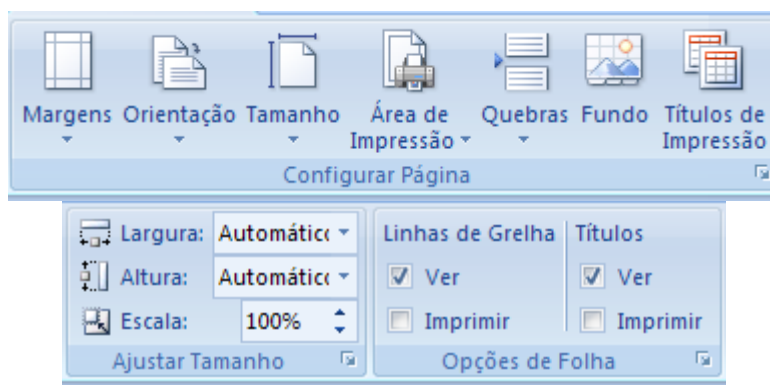 Margens Orientação Tamanho Área de Impressão Quebras Fundo Títulos de Impressão
Configurar Página
Largura: Automátic
Altura: Automátic
Escala: 100%
Ajustar Tamanho
Linhas de Grelha Títulos
Ver Ver
Imprimir Imprimir
Opções de Folha